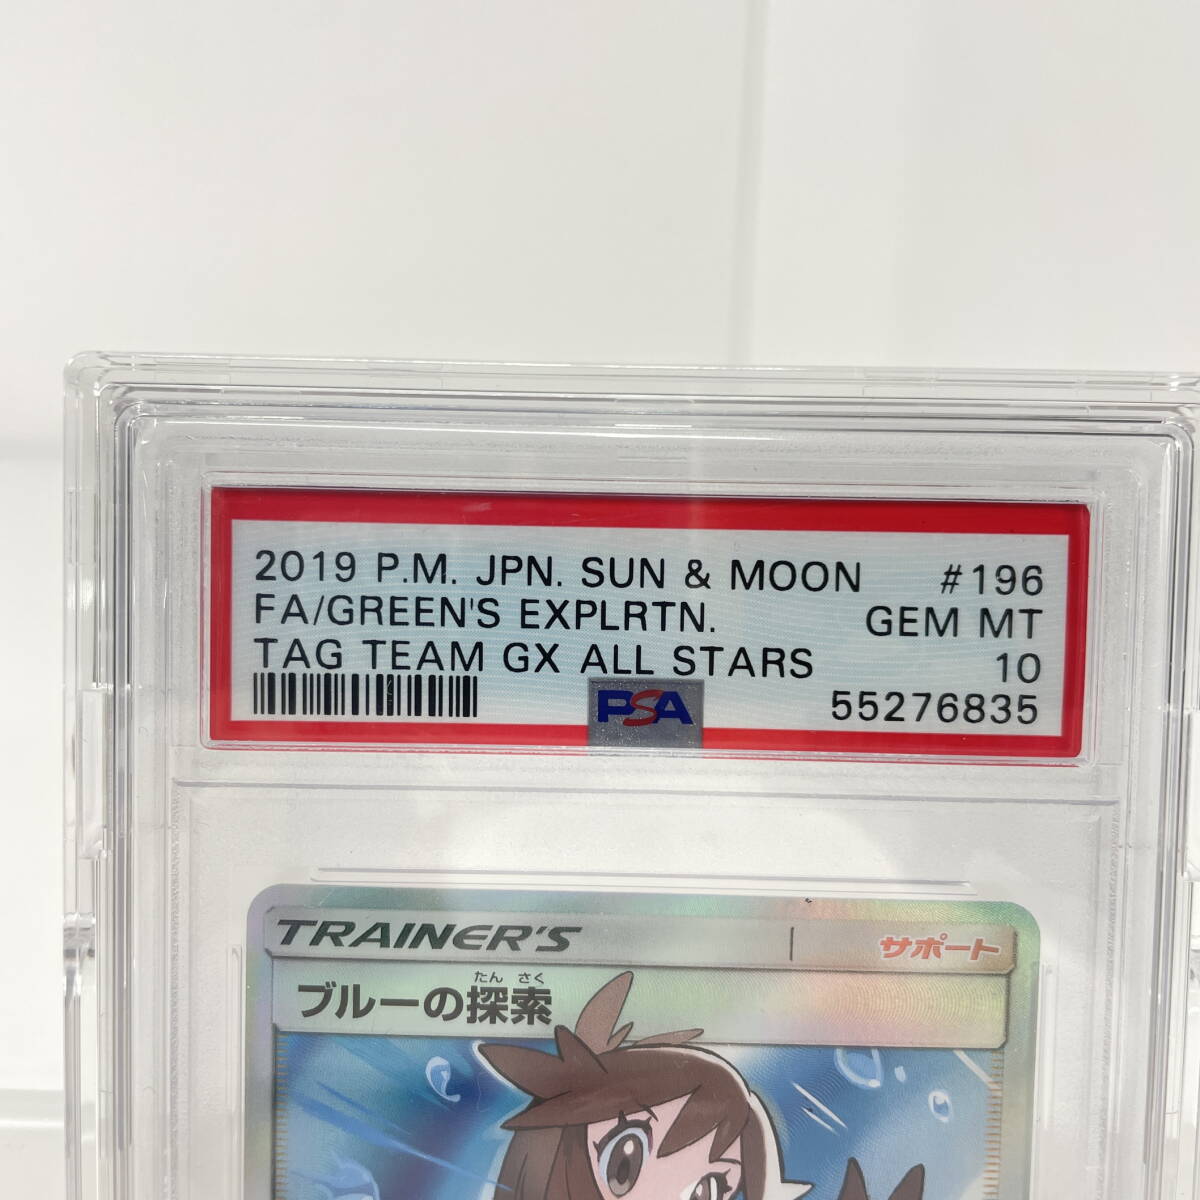 2019 P.M. JPN. SUN & MOON #196
FA/GREEN'S EXPLRTN. GEM MT
TAG TEAM GX ALL STARS 10
PSA 55276835
TRAINER'S サポート
たん さく
ブルーの探索